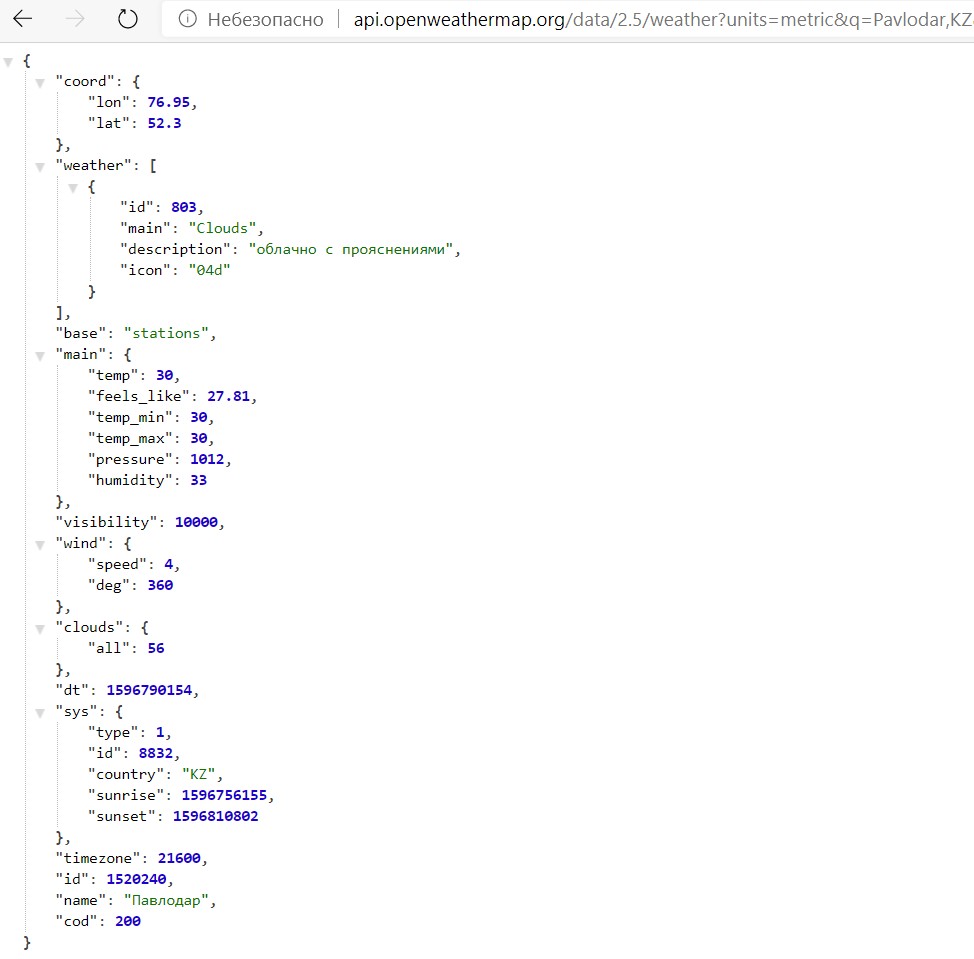 Небезопасно api.openweathermap.org/data/2.5/weather?units=metric&q=Pavlodar,KZ
{
"coord": {
"lon": 76.95,
"lat": 52.3
},
"weather": [
{
"id": 803,
"main": "Clouds",
"description": "облачно с прояснениями",
"icon": "04d"
}
],
"base": "stations",
"main": {
"temp": 30,
"feels_like": 27.81,
"temp_min": 30,
"temp_max": 30,
"pressure": 1012,
"humidity": 33
},
"visibility": 10000,
"wind": {
"speed": 4,
"deg": 360
},
"clouds": {
"all": 56
},
"dt": 1596790154,
"sys": {
"type": 1,
"id": 8832,
"country": "KZ",
"sunrise": 1596756155,
"sunset": 1596810802
},
"timezone": 21600,
"id": 1520240,
"name": "Павлодар",
"cod": 200
}